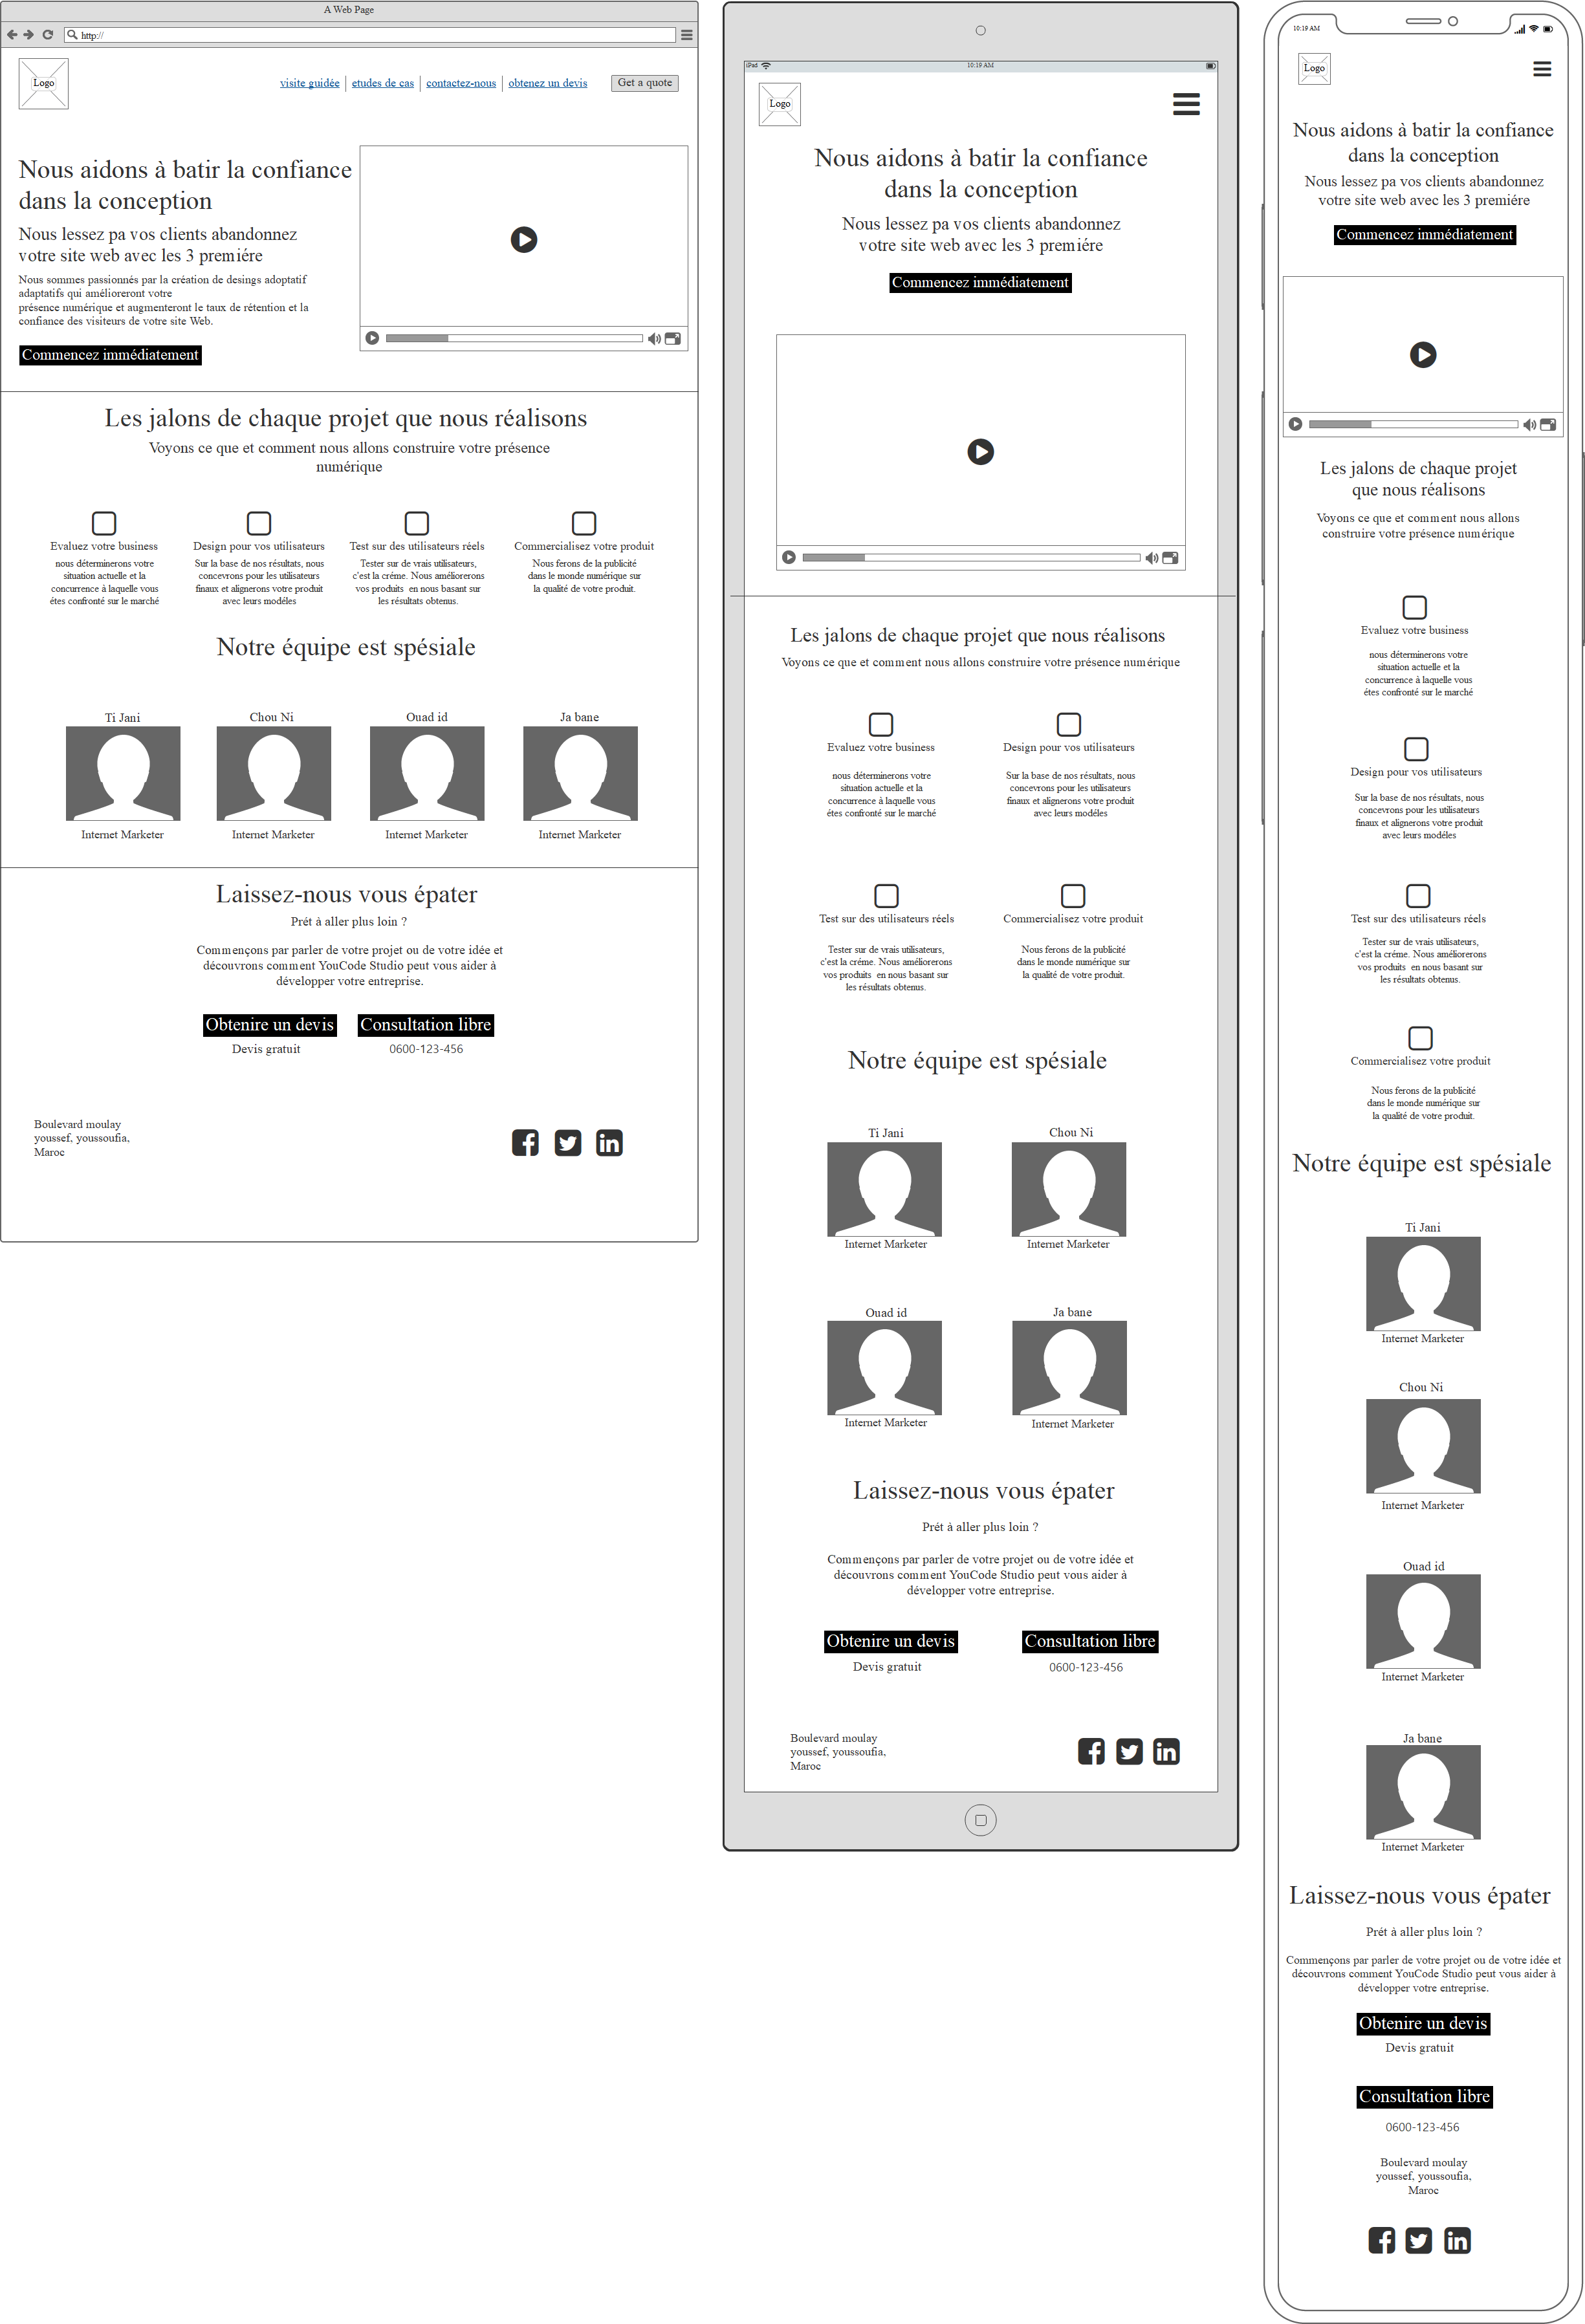 A Web Page
http://
Logo
visite guidée
etudes de cas
contactez-nous
obtenez un devis
Get a quote
Nous aidons à batir la confiance
dans la conception
Nous lessez pa vos clients abandonnez
votre site web avec les 3 premiére
Nous sommes passionnés par la création de desings adoptatif
adaptatifs qui amélioreront votre
présence numérique et augmenteront le taux de rétention et la
confiance des visiteurs de votre site Web.
Commencez immédiatement
Les jalons de chaque projet que nous réalisons
Voyons ce que et comment nous allons construire votre présence
numérique
Evaluez votre business
nous déterminerons votre
situation actuelle et la
concurrence à laquelle vous
étes confronté sur le marché
Design pour vos utilisateurs
Sur la base de nos résultats, nous
concevrons pour les utilisateurs
finaux et alignerons votre produit
avec leurs modéles
Test sur des utilisateurs réels
Tester sur de vrais utilisateurs,
c'est la créme. Nous améliorerons
vos produits  en nous basant sur
les résultats obtenus.
Commercialisez votre produit
Nous ferons de la publicité
dans le monde numérique sur
la qualité de votre produit.
Notre équipe est spésiale
Ti Jani
Internet Marketer
Chou Ni
Internet Marketer
Ouad id
Internet Marketer
Ja bane
Internet Marketer
Laissez-nous vous épater
Prét à aller plus loin ?
Commençons par parler de votre projet ou de votre idée et
découvrons comment YouCode Studio peut vous aider à
développer votre entreprise.
Obtenire un devis
Devis gratuit
Consultation libre
0600-123-456
Boulevard moulay
youssef, youssoufia,
Maroc
iPad
10:19 AM
Logo
Nous aidons à batir la confiance
dans la conception
Nous lessez pa vos clients abandonnez
votre site web avec les 3 premiére
Commencez immédiatement
Les jalons de chaque projet que nous réalisons
Voyons ce que et comment nous allons construire votre présence numérique
Evaluez votre business
nous déterminerons votre
situation actuelle et la
concurrence à laquelle vous
étes confronté sur le marché
Design pour vos utilisateurs
Sur la base de nos résultats, nous
concevrons pour les utilisateurs
finaux et alignerons votre produit
avec leurs modéles
Test sur des utilisateurs réels
Tester sur de vrais utilisateurs,
c'est la créme. Nous améliorerons
vos produits  en nous basant sur
les résultats obtenus.
Commercialisez votre produit
Nous ferons de la publicité
dans le monde numérique sur
la qualité de votre produit.
Notre équipe est spésiale
Ti Jani
Internet Marketer
Chou Ni
Internet Marketer
Ouad id
Internet Marketer
Ja bane
Internet Marketer
Laissez-nous vous épater
Prét à aller plus loin ?
Commençons par parler de votre projet ou de votre idée et
découvrons comment YouCode Studio peut vous aider à
développer votre entreprise.
Obtenire un devis
Devis gratuit
Consultation libre
0600-123-456
Boulevard moulay
youssef, youssoufia,
Maroc
10:19 AM
Logo
Nous aidons à batir la confiance
dans la conception
Nous lessez pa vos clients abandonnez
votre site web avec les 3 premiére
Commencez immédiatement
Les jalons de chaque projet
que nous réalisons
Voyons ce que et comment nous allons
construire votre présence numérique
Evaluez votre business
nous déterminerons votre
situation actuelle et la
concurrence à laquelle vous
étes confronté sur le marché
Design pour vos utilisateurs
Sur la base de nos résultats, nous
concevrons pour les utilisateurs
finaux et alignerons votre produit
avec leurs modéles
Test sur des utilisateurs réels
Tester sur de vrais utilisateurs,
c'est la créme. Nous améliorerons
vos produits  en nous basant sur
les résultats obtenus.
Commercialisez votre produit
Nous ferons de la publicité
dans le monde numérique sur
la qualité de votre produit.
Notre équipe est spésiale
Ti Jani
Internet Marketer
Chou Ni
Internet Marketer
Ouad id
Internet Marketer
Ja bane
Internet Marketer
Laissez-nous vous épater
Prét à aller plus loin ?
Commençons par parler de votre projet ou de votre idée et
découvrons comment YouCode Studio peut vous aider à
développer votre entreprise.
Obtenire un devis
Devis gratuit
Consultation libre
0600-123-456
Boulevard moulay
youssef, youssoufia,
Maroc